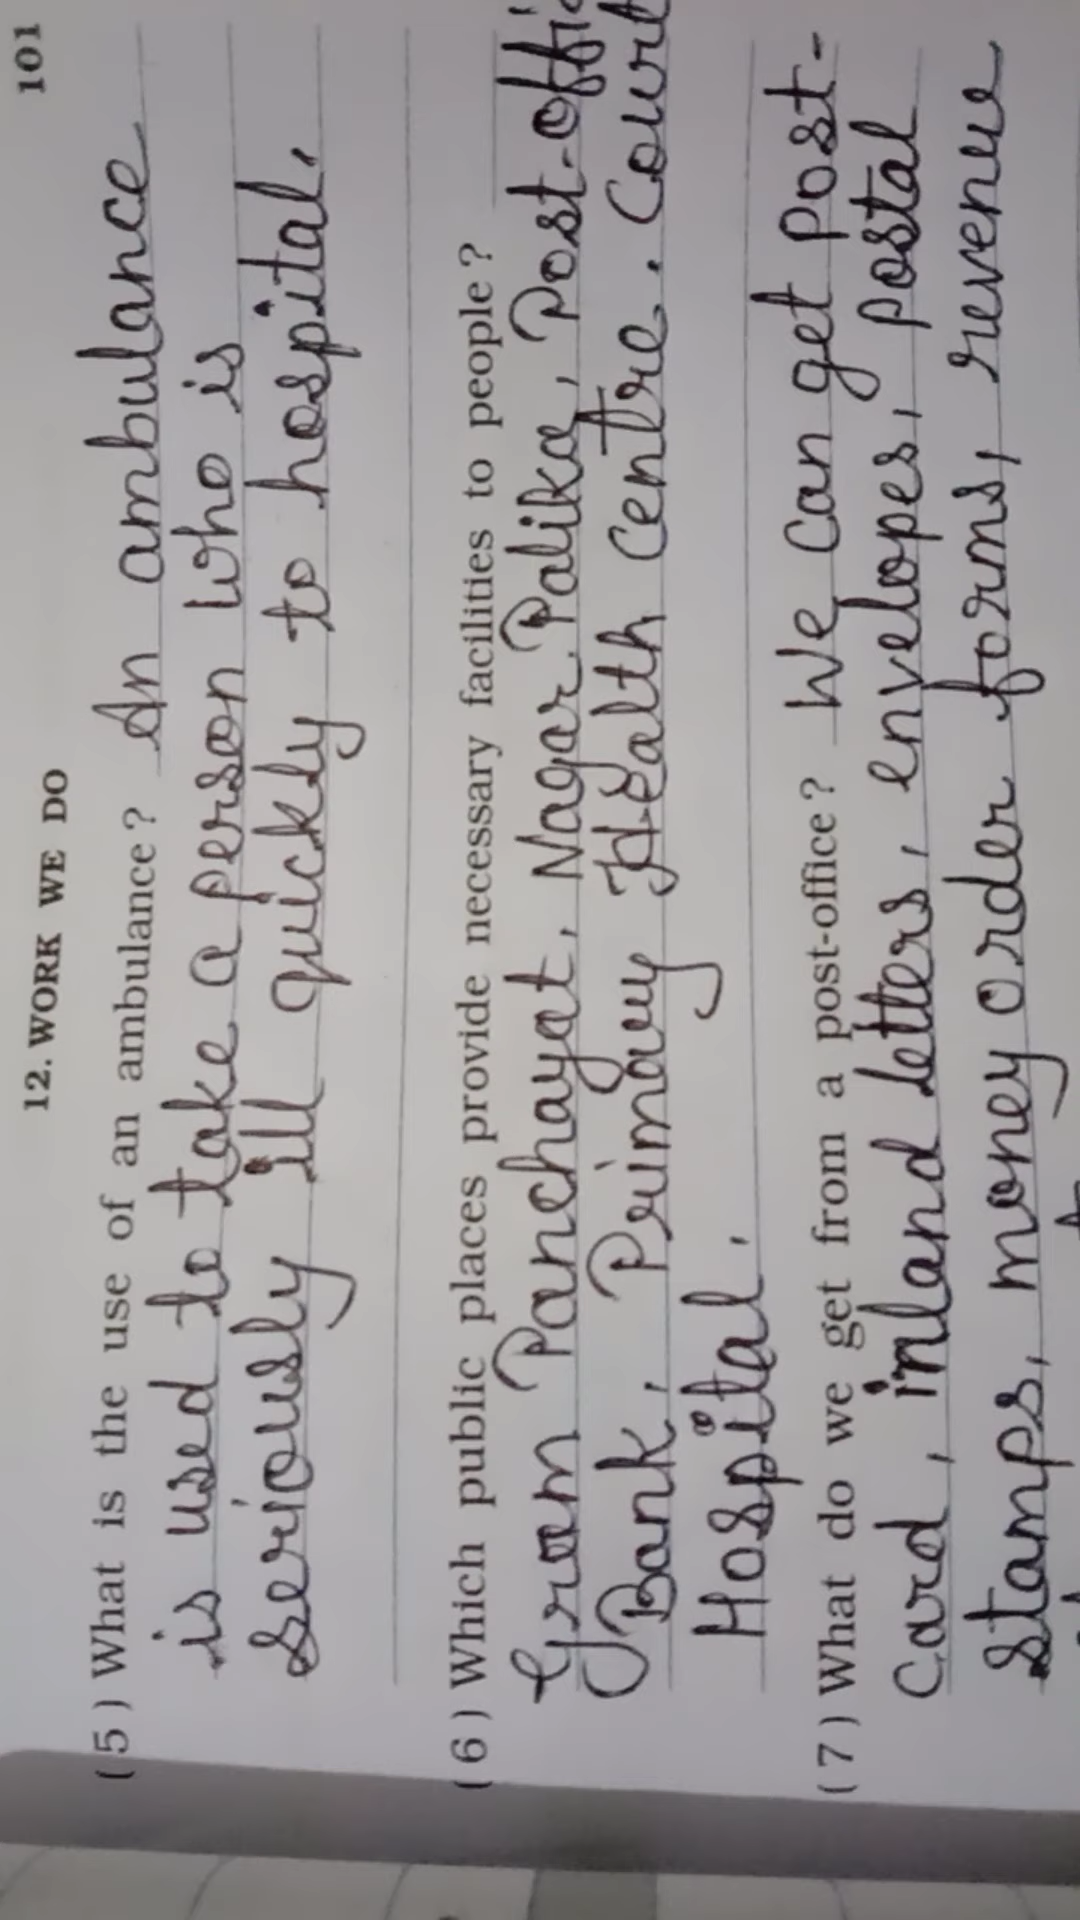 12. WORK WE DO 101
(5) What is the use of an ambulance? An ambulance
is used to take a person who is
seriously ill quickly to hospital.
(6) Which public places provide necessary facilities to people?
Gram Panchayat, Nagar Palika, Post-offic
Bank, Primary Health Centre. Court
Hospital.
(7) What do we get from a post-office? We can get post-
card, inland letters, envelopes, postal
stamps, money order forms, revenue